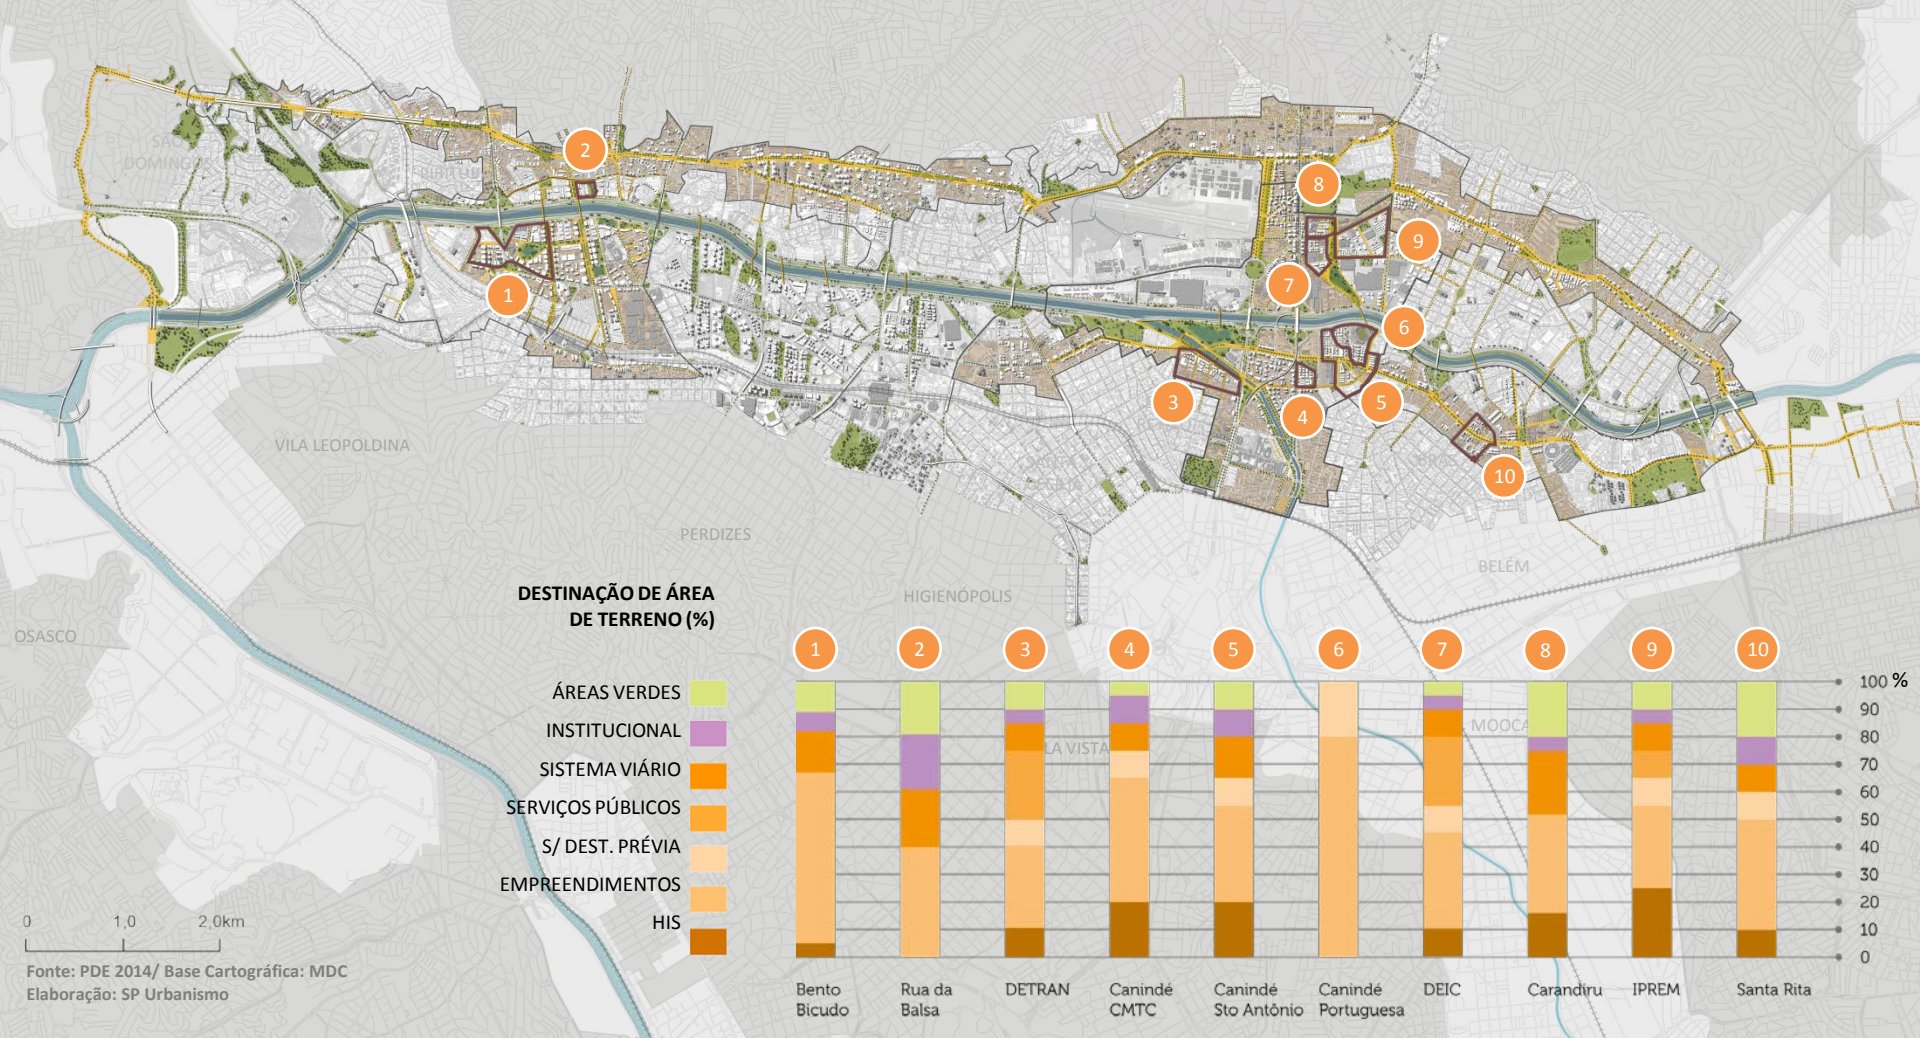 SÃO
DOMINGOS
PIRITUBA
2
8
9
1
7
6
3
4
5
10
VILA LEOPOLDINA
PERDIZES
HIGIENÓPOLIS
BELÉM
OSASCO
MOOCA
LA VISTA
DESTINAÇÃO DE ÁREA
DE TERRENO (%)
1 2 3 4 5 6 7 8 9 10
ÁREAS VERDES
INSTITUCIONAL
SISTEMA VIÁRIO
SERVIÇOS PÚBLICOS
S/ DEST. PRÉVIA
EMPREENDIMENTOS
HIS
100 %
90
80
70
60
50
40
30
20
10
0
Bento
Bicudo
Rua da
Balsa
DETRAN
Canindé
CMTC
Canindé
Sto Antônio
Canindé
Portuguesa
DEIC
Carandiru
IPREM
Santa Rita
0 1,0 2,0km
Fonte: PDE 2014/ Base Cartográfica: MDC
Elaboração: SP Urbanismo